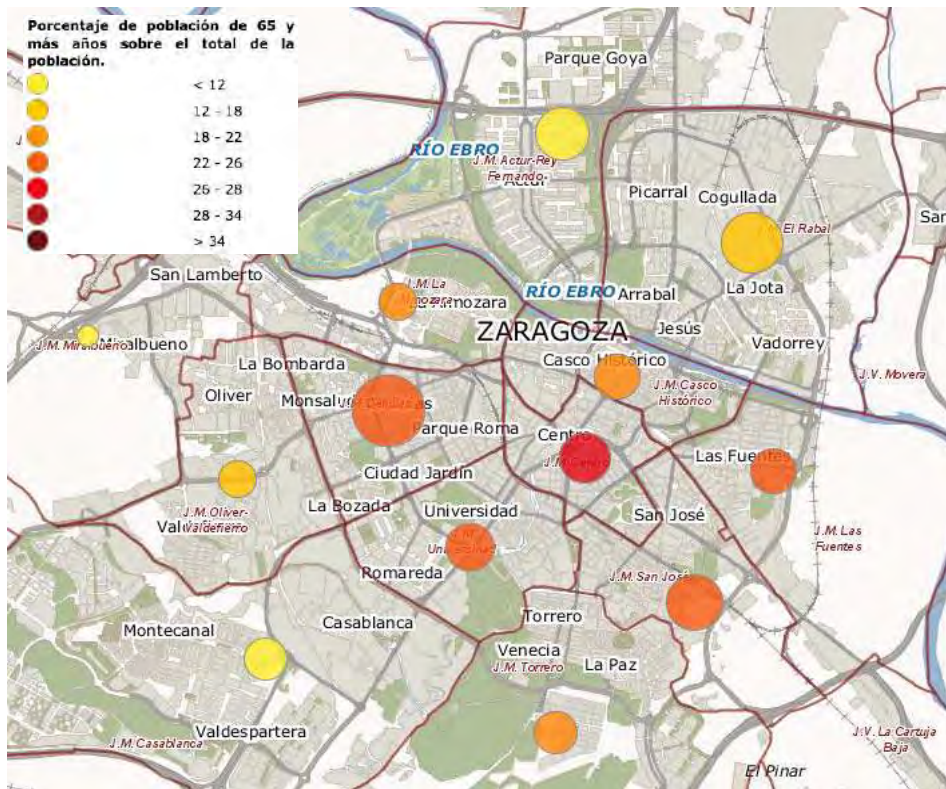 Porcentaje de población de 65 y
más años sobre el total de la
población.
< 12
12 - 18
18 - 22
22 - 26
26 - 28
28 - 34
> 34
Parque Goya
RÍO EBRO
J.M. Actur-Rey
Fernando
Actur
Picarral
Cogullada
J.M. El Rabal
San Lamberto
J.M. La
Almozara
La Almozara
RÍO EBRO
Arrabal
La Jota
ZARAGOZA
Jesús
J.M. Miralbueno
Miralbueno
Vadorrey
La Bombarda
Casco Histórico
J.V. Movera
Oliver
J.M. Casco
Histórico
Parque Roma
Centro
J.M. Centro
Las Fuentes
Ciudad Jardín
La Bozada
Universidad
San José
J.M. Oliver-
Valdefierro
J.M. Las
Fuentes
Universidad
Romareda
J.M. San José
Casablanca
Torrero
Montecanal
Venecia
J.M. Torrero
La Paz
Valdespartera
J.M. Casablanca
J.V. La Cartuja
Baja
El Pinar